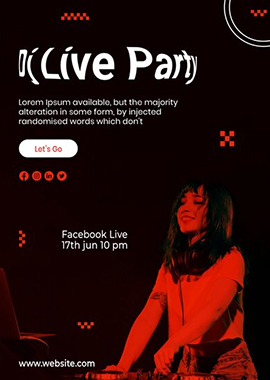 Dj Live Party
Lorem Ipsum available, but the majority
alteration in some form, by injected
randomised words which don't
Let's Go
Facebook Live
17th jun 10 pm
www.website.com